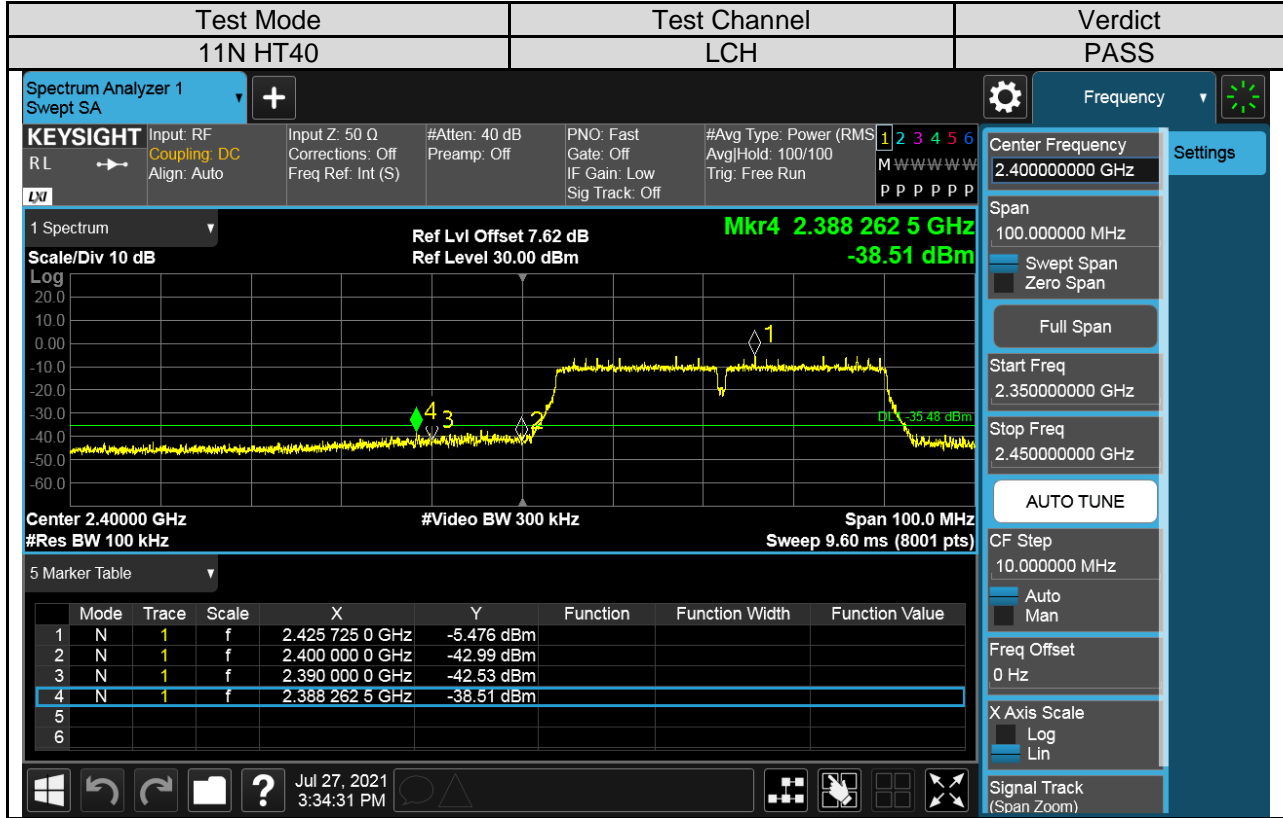 Test Mode Test Channel Verdict
11N HT40 LCH PASS
Spectrum Analyzer 1
Swept SA
Frequency
KEYSIGHT Input: RF Input Z: 50 Ω #Atten: 40 dB PNO: Fast #Avg Type: Power (RMS 1 2 3 4 5 6
RL Coupling: DC Corrections: Off Preamp: Off Gate: Off Avg|Hold: 100/100 M W W W W W
Align: Auto Freq Ref: Int (S) IF Gain: Low Trig: Free Run
LXI Sig Track: Off P P P P P P
1 Spectrum Ref Lvl Offset 7.62 dB Mkr4 2.388 262 5 GHz
Scale/Div 10 dB Ref Level 30.00 dBm -38.51 dBm
Log
20.0
10.0
0.00
-10.0
-20.0
-30.0
-40.0
-50.0
-60.0
1
4
3
2
DL1 -35.48 dBm
Center 2.40000 GHz #Video BW 300 kHz Span 100.0 MHz
#Res BW 100 kHz Sweep 9.60 ms (8001 pts)
5 Marker Table
Mode Trace Scale X Y Function Function Width Function Value
1 N 1 f 2.425 725 0 GHz -5.476 dBm
2 N 1 f 2.400 000 0 GHz -42.99 dBm
3 N 1 f 2.390 000 0 GHz -42.53 dBm
4 N 1 f 2.388 262 5 GHz -38.51 dBm
5
6
Jul 27, 2021
3:34:31 PM
Center Frequency
2.400000000 GHz
Settings
Span
100.000000 MHz
Swept Span
Zero Span
Full Span
Start Freq
2.350000000 GHz
Stop Freq
2.450000000 GHz
AUTO TUNE
CF Step
10.000000 MHz
Auto
Man
Freq Offset
0 Hz
X Axis Scale
Log
Lin
Signal Track
(Span Zoom)